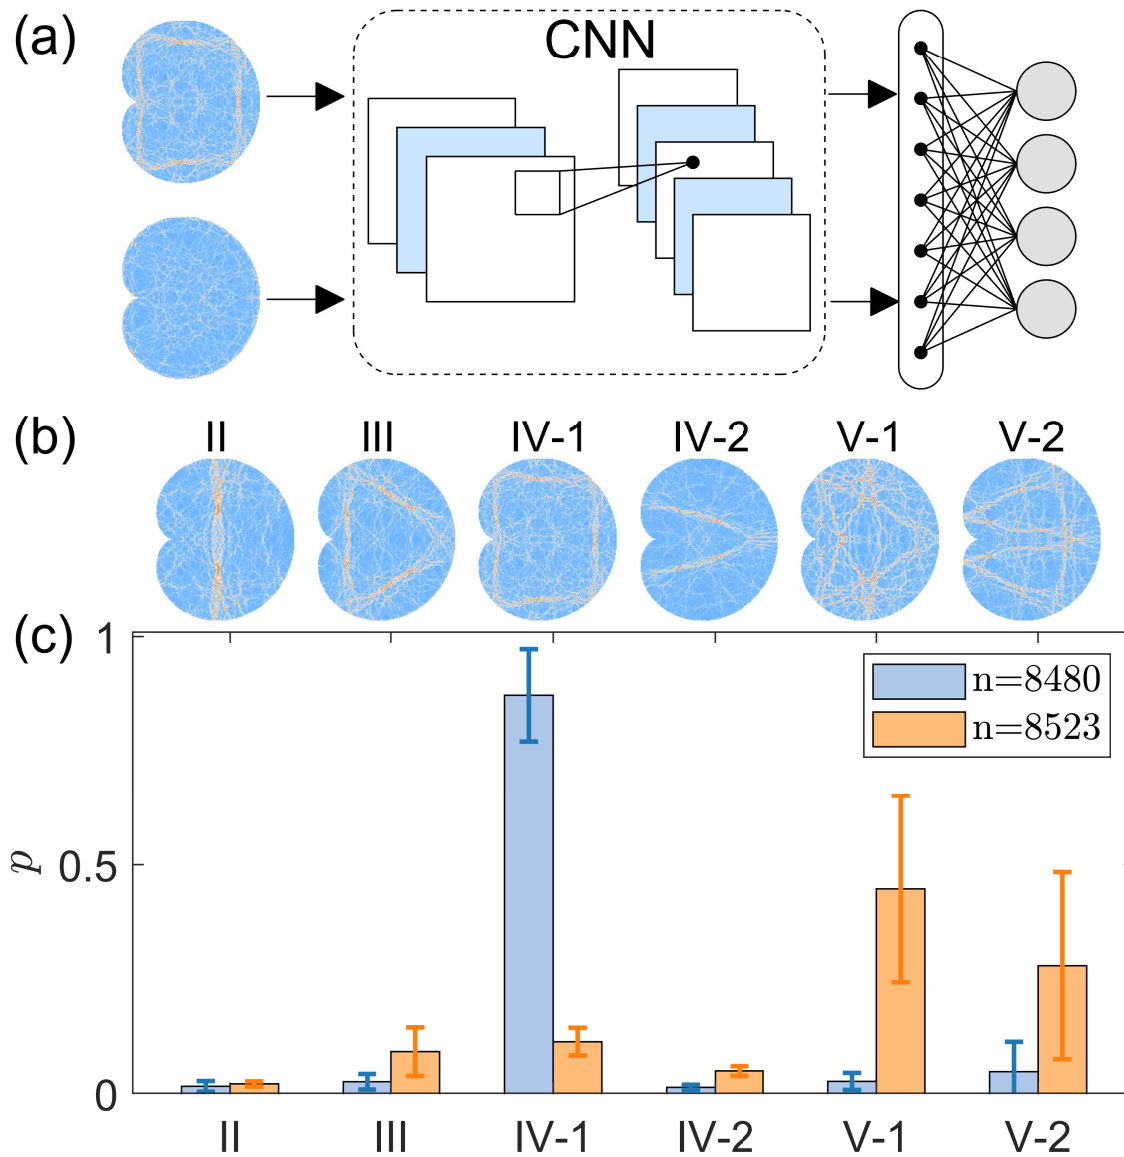 (a)
CNN
(b)
II III IV-1 IV-2 V-1 V-2
(c)
1
n=8480
n=8523
0.5
p
0
II III IV-1 IV-2 V-1 V-2